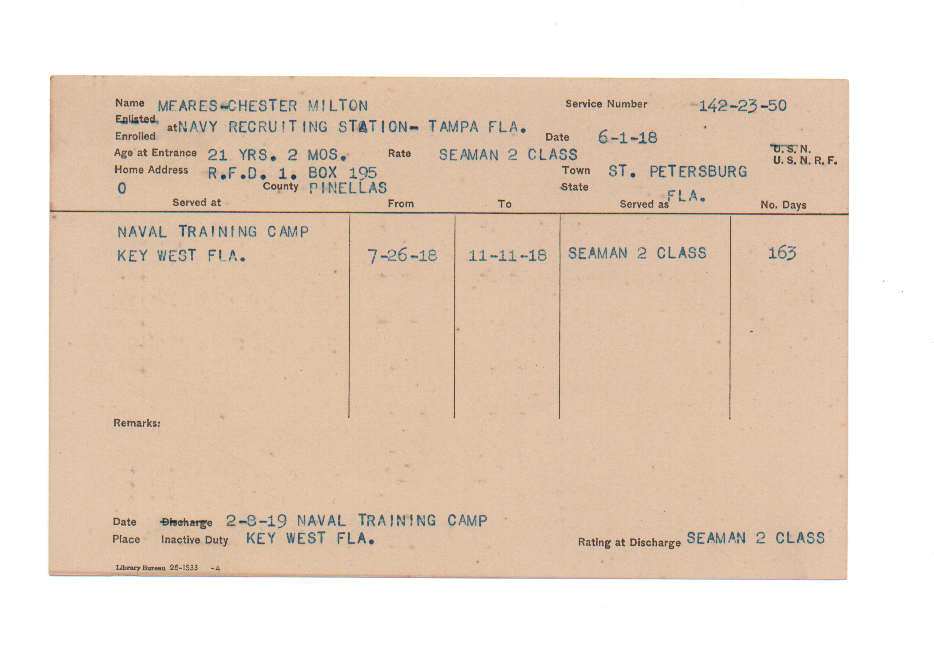 Name MEARES-CHESTER MILTON Service Number 142-23-50
Enlisted
Enrolled at NAVY RECRUITING STATION- TAMPA FLA. Date 6-1-18
Age at Entrance 21 YRS. 2 MOS. Rate SEAMAN 2 CLASS U. S. N.
U. S. N. R. F.
Home Address R.F.D. 1. BOX 195 Town ST. PETERSBURG
0 County PINELLAS State FLA.
Served at From To Served as No. Days
NAVAL TRAINING CAMP
KEY WEST FLA. 7-26-18 11-11-18 SEAMAN 2 CLASS 163
Remarks:
Date Discharge 2-8-19 NAVAL TRAINING CAMP
Place Inactive Duty KEY WEST FLA. Rating at Discharge SEAMAN 2 CLASS
Library Bureau 28-1533 -A